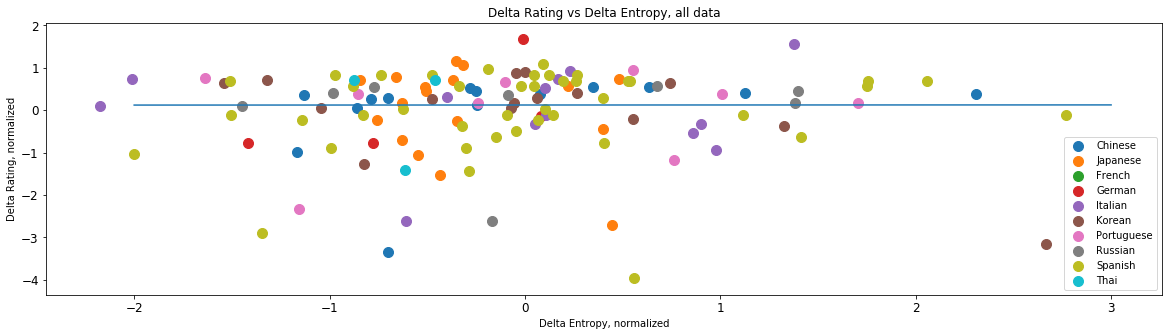 Delta Rating vs Delta Entropy, all data
Delta Rating, normalized
2
1
0
−1
−2
−3
−4
−2
−1
0
1
2
3
Delta Entropy, normalized
Chinese
Japanese
French
German
Italian
Korean
Portuguese
Russian
Spanish
Thai